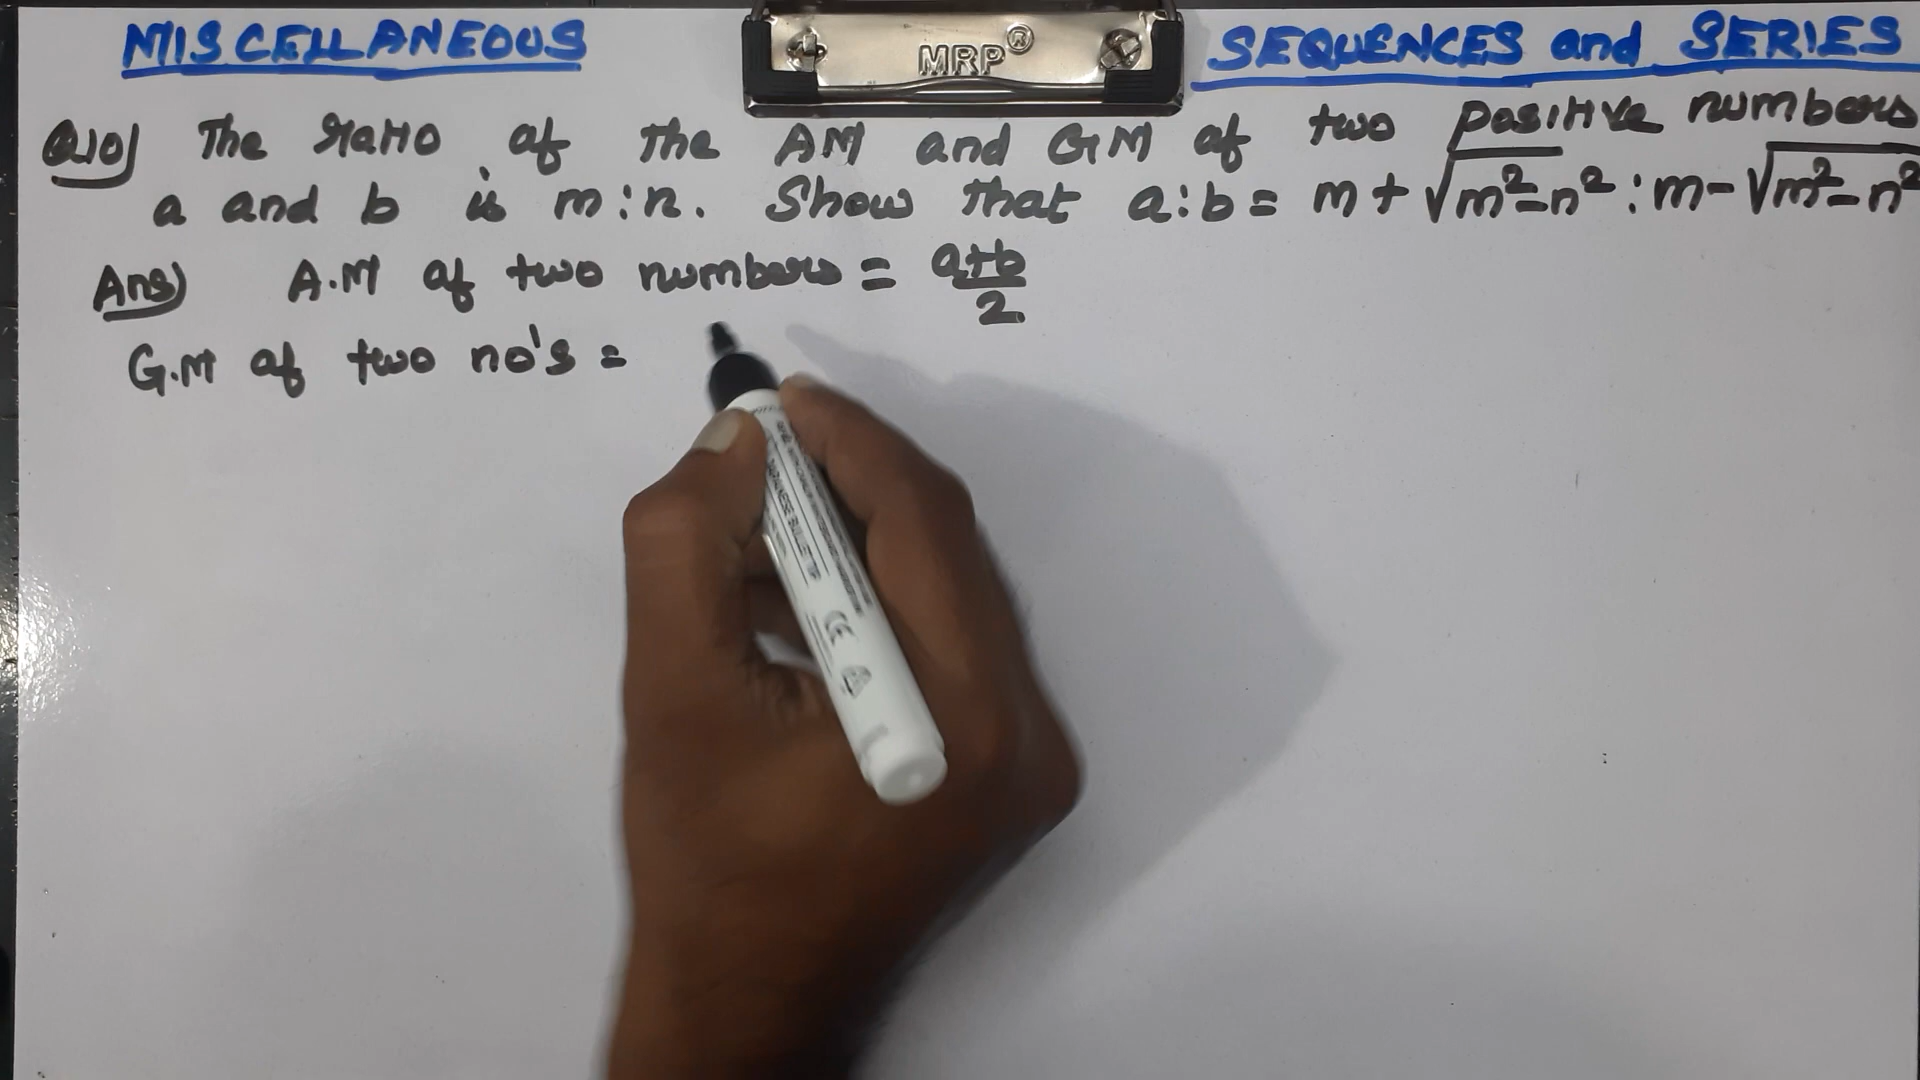 MISCELLANEOUS
MRP®
SEQUENCES and SERIES
Q10) The ratio of the AM and GM of two positive numbers
a and b is m:n. Show that a:b = m+√m²-n² : m-√m²-n²
Ans) A.M of two numbers = a+b
2
G.M of two no's =
CE